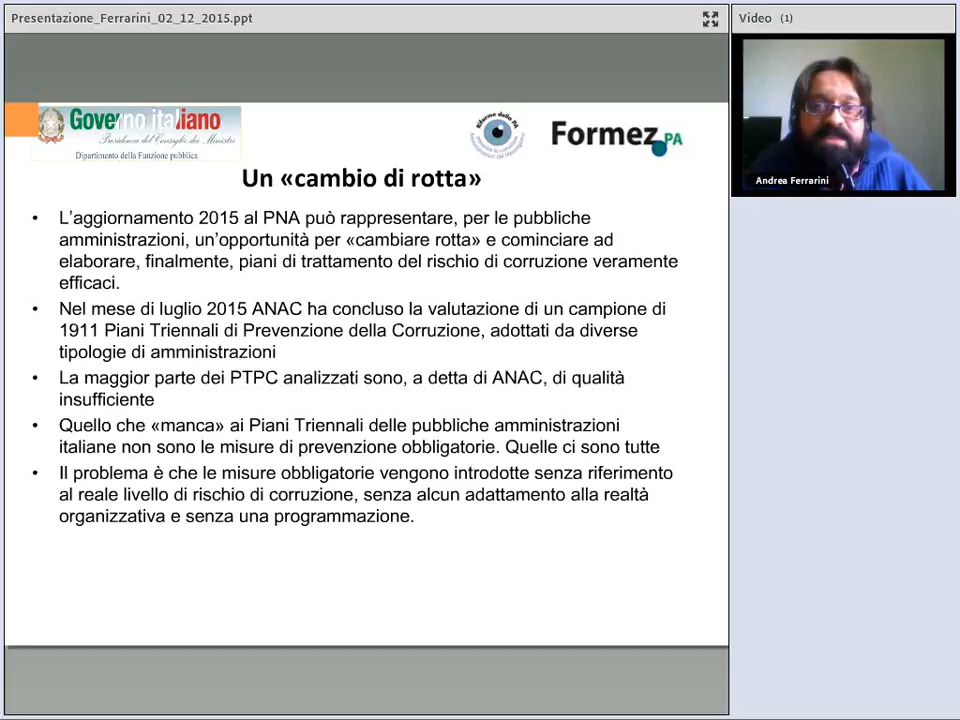 Presentazione_Ferrarini_02_12_2015.ppt
Video (1)
Governo italiano
Presidenza del Consiglio dei Ministri
Dipartimento della Funzione pubblica
Riforme della PA
Formez PA
Andrea Ferrarini
Un «cambio di rotta»
• L’aggiornamento 2015 al PNA può rappresentare, per le pubbliche
amministrazioni, un’opportunità per «cambiare rotta» e cominciare ad
elaborare, finalmente, piani di trattamento del rischio di corruzione veramente
efficaci.
• Nel mese di luglio 2015 ANAC ha concluso la valutazione di un campione di
1911 Piani Triennali di Prevenzione della Corruzione, adottati da diverse
tipologie di amministrazioni
• La maggior parte dei PTPC analizzati sono, a detta di ANAC, di qualità
insufficiente
• Quello che «manca» ai Piani Triennali delle pubbliche amministrazioni
italiane non sono le misure di prevenzione obbligatorie. Quelle ci sono tutte
• Il problema è che le misure obbligatorie vengono introdotte senza riferimento
al reale livello di rischio di corruzione, senza alcun adattamento alla realtà
organizzativa e senza una programmazione.